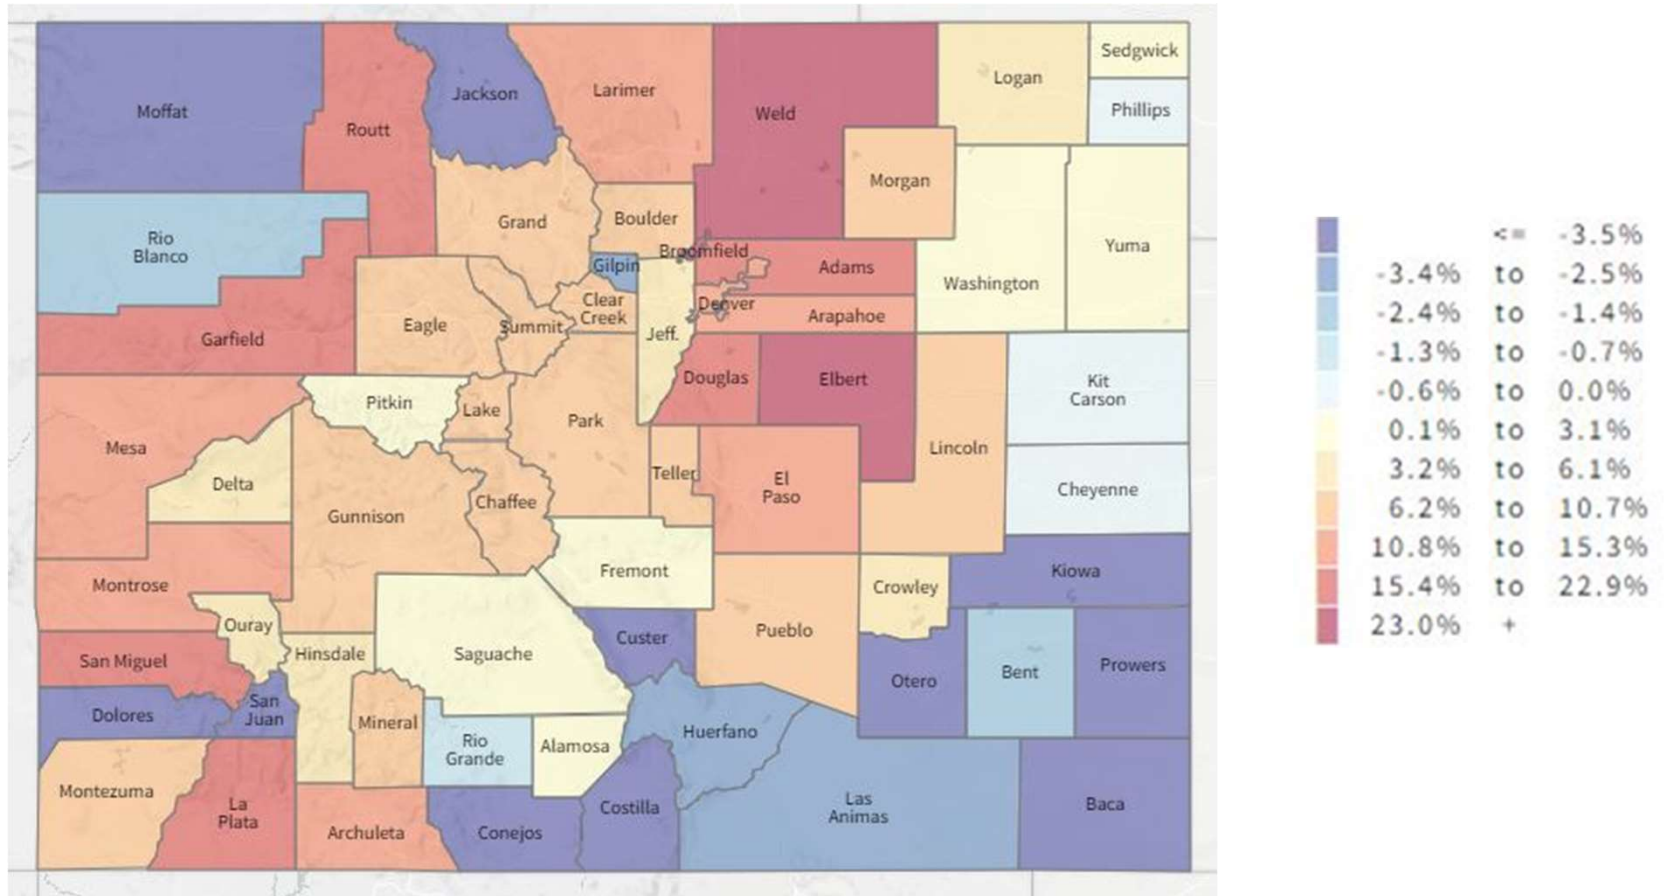 Moffat
Jackson
Larimer
Weld
Logan
Sedgwick
Phillips
Routt
Morgan
Grand
Boulder
Rio
Blanco
Yuma
Broomfield
Gilpin
Adams
Washington
Clear
Creek
Denver
Arapahoe
Eagle
Summit
Jeff.
Garfield
Douglas
Elbert
Kit
Carson
Pitkin
Lake
Park
Mesa
Lincoln
Delta
Teller
El
Paso
Cheyenne
Gunnison
Chaffee
Montrose
Fremont
Crowley
Kiowa
Ouray
Hinsdale
Saguache
Custer
Pueblo
San Miguel
Otero
Bent
Prowers
Dolores
San
Juan
Mineral
Rio
Grande
Alamosa
Huerfano
Montezuma
La
Plata
Archuleta
Conejos
Costilla
Las
Animas
Baca
<= -3.5%
-3.4% to -2.5%
-2.4% to -1.4%
-1.3% to -0.7%
-0.6% to 0.0%
0.1% to 3.1%
3.2% to 6.1%
6.2% to 10.7%
10.8% to 15.3%
15.4% to 22.9%
23.0% +